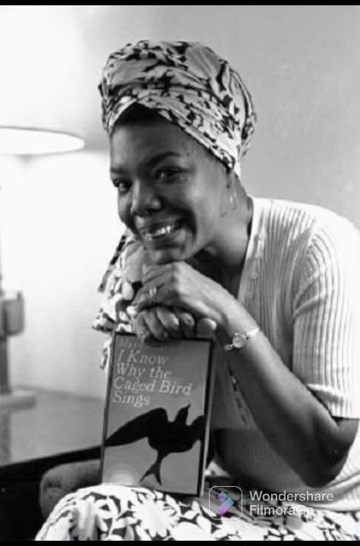 I Know
Why the
Caged Bird
Sings
Wondershare
Filmora